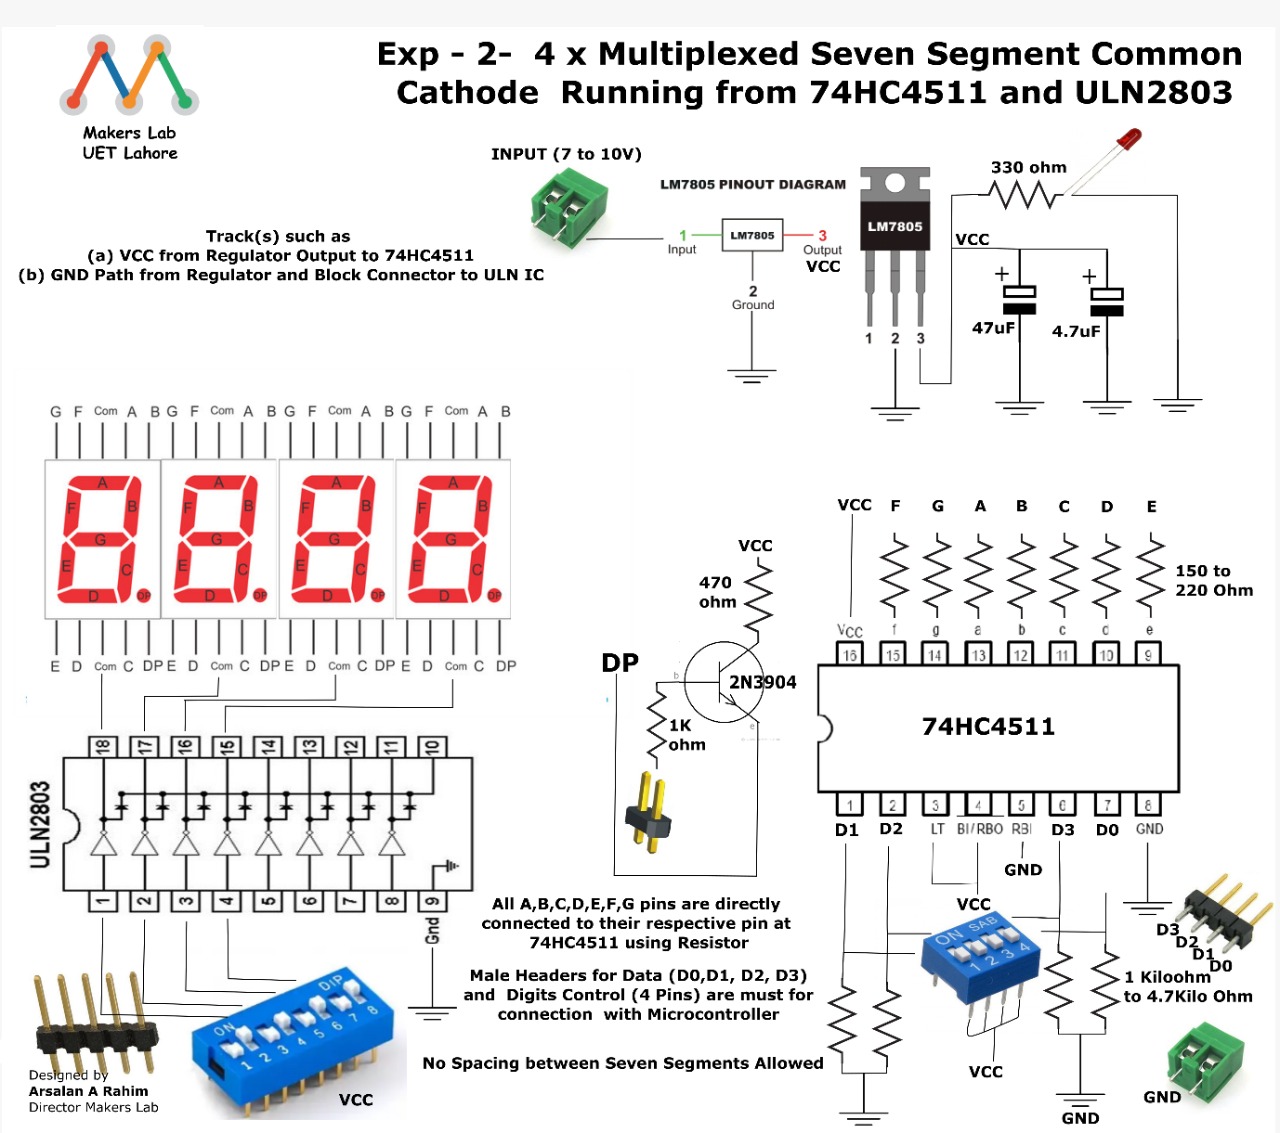 Exp - 2- 4 x Multiplexed Seven Segment Common
Cathode Running from 74HC4511 and ULN2803
Makers Lab
UET Lahore
INPUT (7 to 10V)
LM7805 PINOUT DIAGRAM
1
Input
LM7805
3
Output
VCC
2
Ground
LM7805
1 2 3
330 ohm
VCC
+
47uF
+
4.7uF
Track(s) such as
(a) VCC from Regulator Output to 74HC4511
(b) GND Path from Regulator and Block Connector to ULN IC
G F Com A B G F Com A B G F Com A B G F Com A B
A A A A
F B F B F B F B
G G G G
E C E C E C E C
D DP D DP D DP D DP
E D Com C DP E D Com C DP E D Com C DP E D Com C DP
18 17 16 15 14 13 12 11 10
ULN2803
1 2 3 4 5 6 7 8 9
Gnd
VCC
470
ohm
DP
b
2N3904
1K
ohm
e
VCC F G A B C D E
150 to
220 Ohm
VCC f g a b c d e
16 15 14 13 12 11 10 9
74HC4511
1 2 3 4 5 6 7 8
D1 D2 LT BI/RBO RBI D3 D0 GND
GND
VCC
All A,B,C,D,E,F,G pins are directly
connected to their respective pin at
74HC4511 using Resistor
Male Headers for Data (D0,D1, D2, D3)
and Digits Control (4 Pins) are must for
connection with Microcontroller
No Spacing between Seven Segments Allowed
ON SAB
1 2 3 4
D3
D2
D1
D0
1 Kiloohm
to 4.7Kilo Ohm
VCC
GND
GND
ON DIP
1 2 3 4 5 6 7 8
VCC
Designed by
Arsalan A Rahim
Director Makers Lab